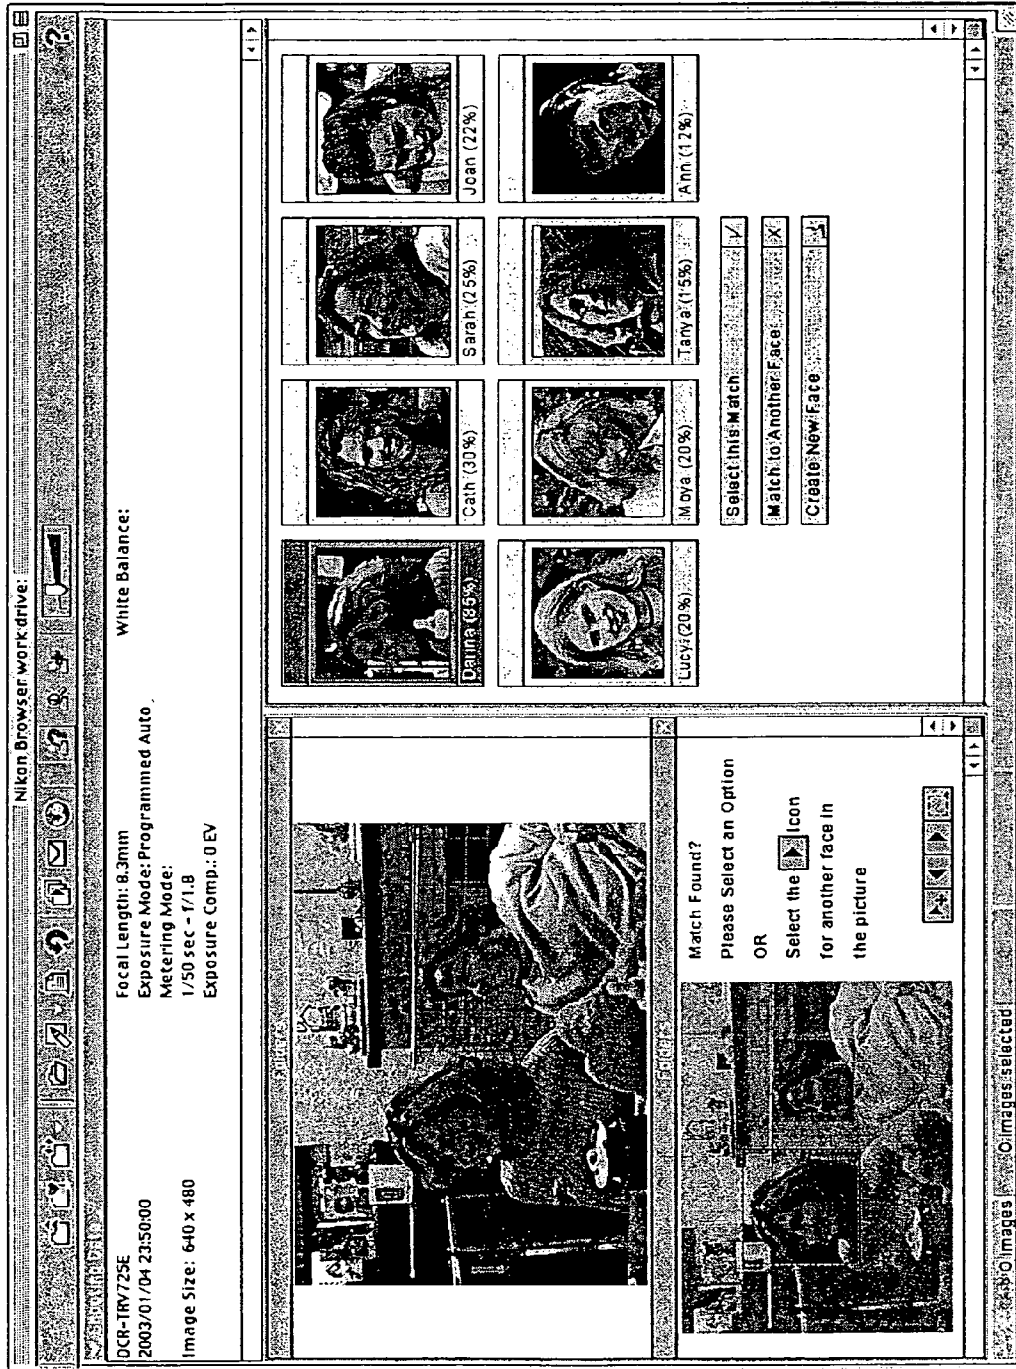 Nikon Browser work drive:
DCR-TRV725E
2003/01/04 23:50:00
Image Size: 640 x 480
Focal Length: 8.3mm
Exposure Mode: Programmed Auto
Metering Mode:
1/50 sec - f/1.8
Exposure Comp.: 0 EV
White Balance:
Danna (85%)
Cath (30%)
Sarah (25%)
Joan (22%)
Lucy (20%)
Moya (20%)
Tanya (15%)
Ann (12%)
Select this Match
Match to Another Face
Create New Face
Match Found?
Please Select an Option
OR
Select the Icon
for another face in
the picture
0 Images
0 images selected